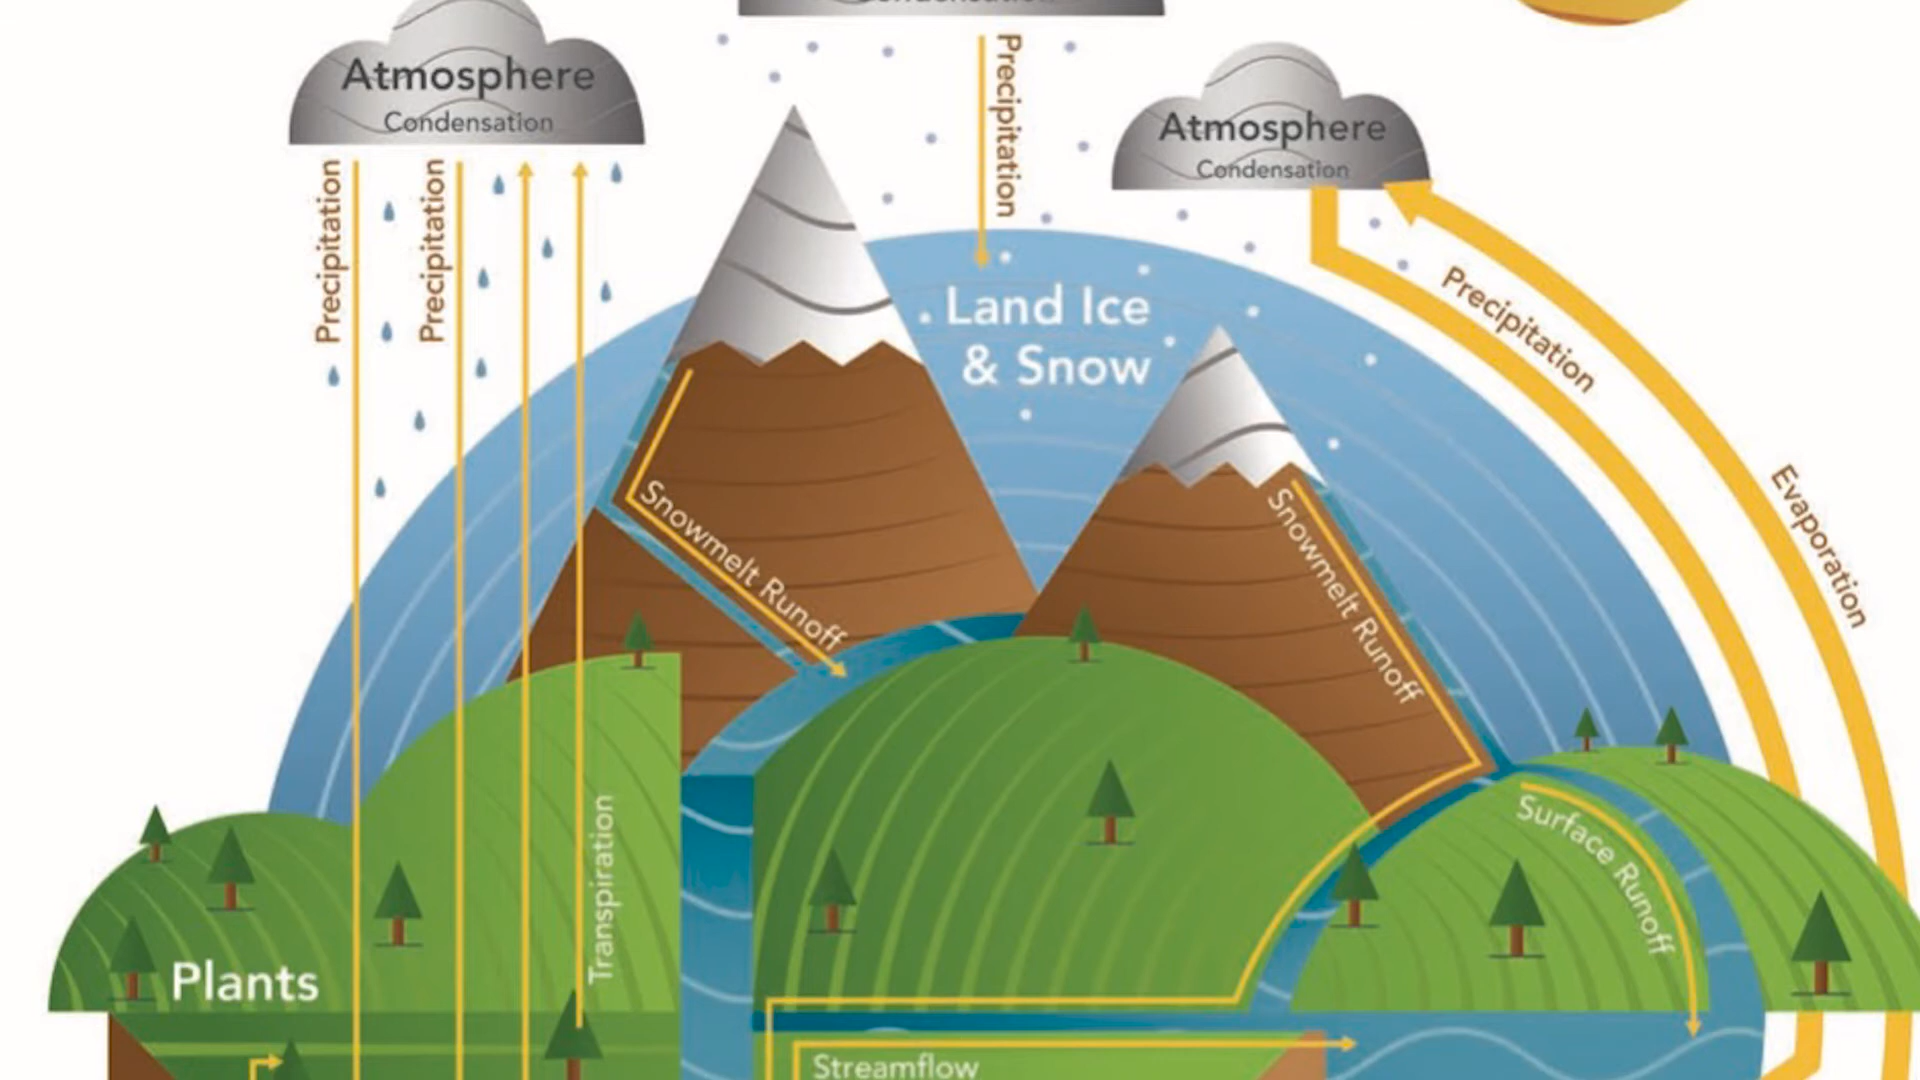 Condensation
Atmosphere
Condensation
Precipitation
Precipitation
Precipitation
Atmosphere
Condensation
Precipitation
Evaporation
Land Ice
& Snow
Snowmelt Runoff
Snowmelt Runoff
Transpiration
Surface Runoff
Plants
Streamflow